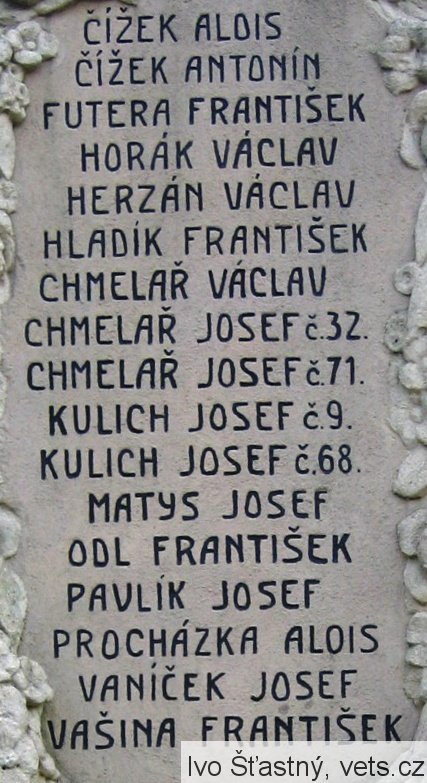 ČÍŽEK ALOIS
ČÍŽEK ANTONÍN
FUTERA FRANTIŠEK
HORÁK VÁCLAV
HERZÁN VÁCLAV
HLADÍK FRANTIŠEK
CHMELAŘ VÁCLAV
CHMELAŘ JOSEF č.32.
CHMELAŘ JOSEF č.71.
KULICH JOSEF č.9.
KULICH JOSEF č.68.
MATYS JOSEF
ODL FRANTIŠEK
PAVLÍK JOSEF
PROCHÁZKA ALOIS
VANÍČEK JOSEF
VAŠINA FRANTIŠEK
Ivo Šťastný, vets.cz